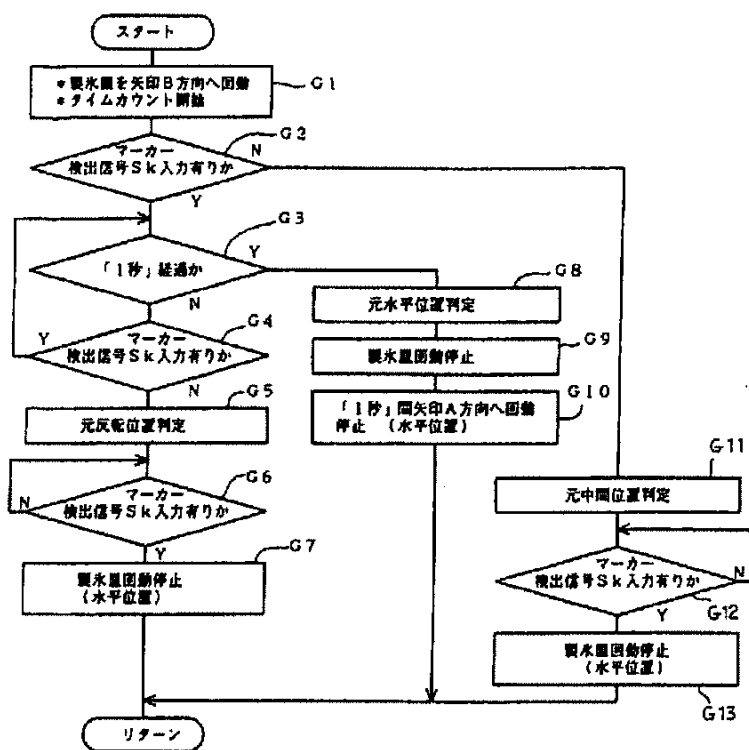 スタート
*製氷皿を矢印B方向へ回動
*タイムカウント開始
G1
マーカー
検出信号Sk入力有りか
G2
N
Y
「1秒」経過か
G3
Y
N
マーカー
検出信号Sk入力有りか
G4
Y
N
元反転位置判定
G5
マーカー
検出信号Sk入力有りか
G6
N
Y
製氷皿回動停止
(水平位置)
G7
元水平位置判定
G8
製氷皿回動停止
G9
「1秒」間矢印A方向へ回動
停止 (水平位置)
G10
元中間位置判定
G11
マーカー
検出信号Sk入力有りか
N
G12
Y
製氷皿回動停止
(水平位置)
G13
リターン